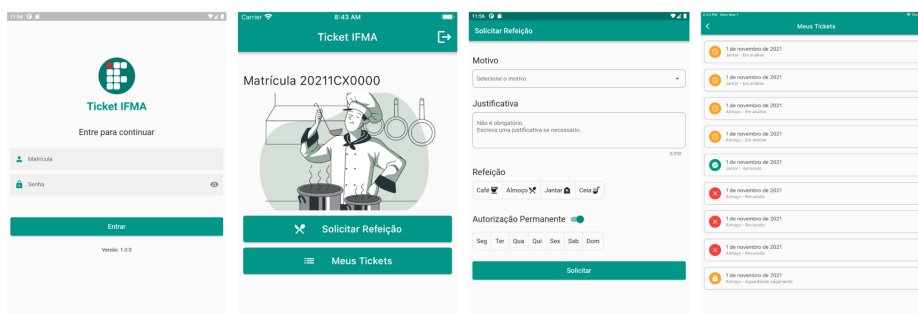 11:54
Ticket IFMA
Entre para continuar
Matrícula
Senha
Entrar
Versão: 1.0.0
Carrier
8:43 AM
Ticket IFMA
Matrícula 20211CX0000
Solicitar Refeição
Meus Tickets
11:56
Solicitar Refeição
Motivo
Selecione o motivo
Justificativa
Não é obrigatório.
Escreva uma justificativa se necessário.
0/250
Refeição
Café Almoço Jantar Ceia
Autorização Permanente
Seg Ter Qua Qui Sex Sab Dom
Solicitar
Meus Tickets
1 de novembro de 2021
Jantar - Em análise
1 de novembro de 2021
Jantar - Em análise
1 de novembro de 2021
Almoço - Em análise
1 de novembro de 2021
Almoço - Em análise
1 de novembro de 2021
Jantar - Aprovado
1 de novembro de 2021
Almoço - Recusado
1 de novembro de 2021
Almoço - Recusado
1 de novembro de 2021
Almoço - Recusado
1 de novembro de 2021
Almoço - Aguardando pagamento